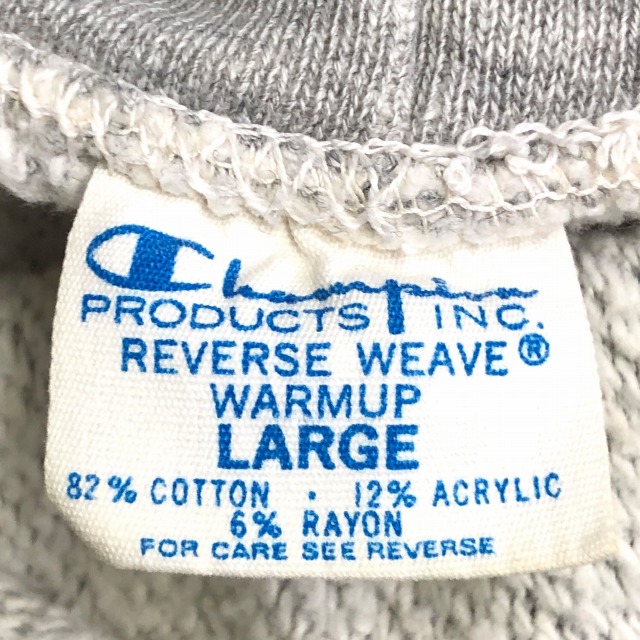 Champion
PRODUCTS INC.
REVERSE WEAVE®
WARMUP
LARGE
82% COTTON · 12% ACRYLIC
6% RAYON
FOR CARE SEE REVERSE